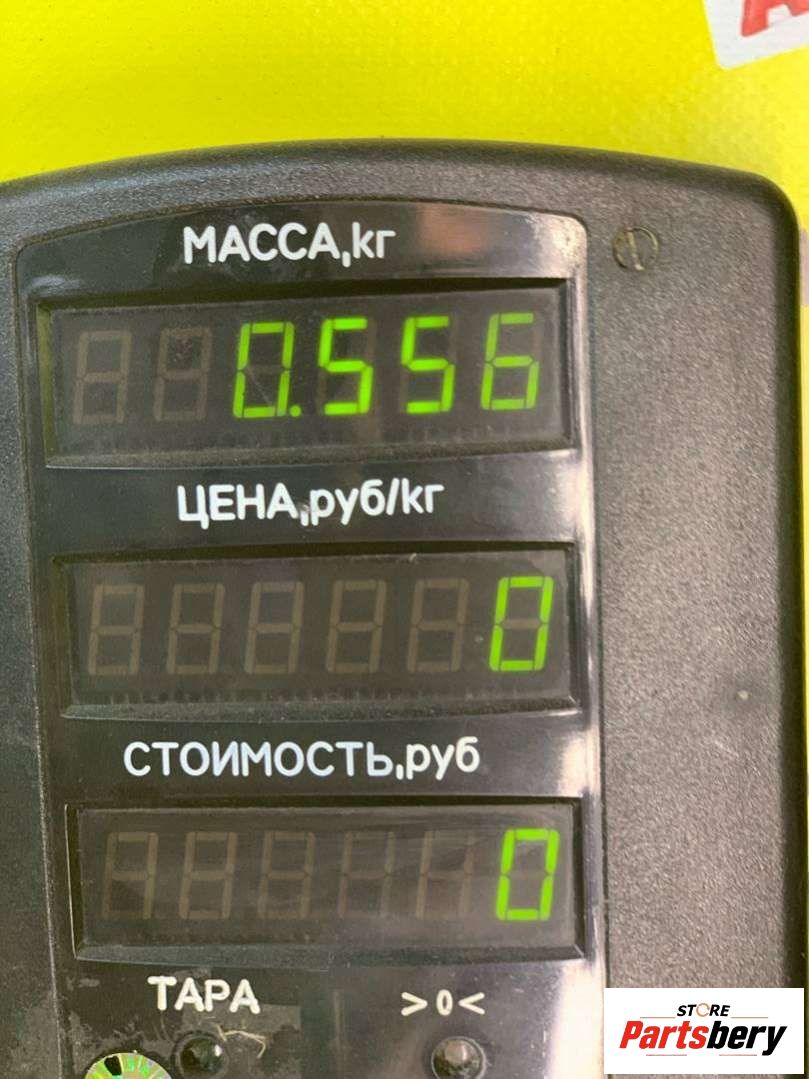 МАССА,кг
0.556
ЦЕНА,руб/кг
0
СТОИМОСТЬ,руб
0
ТАРА >0<
STORE
Partsbery